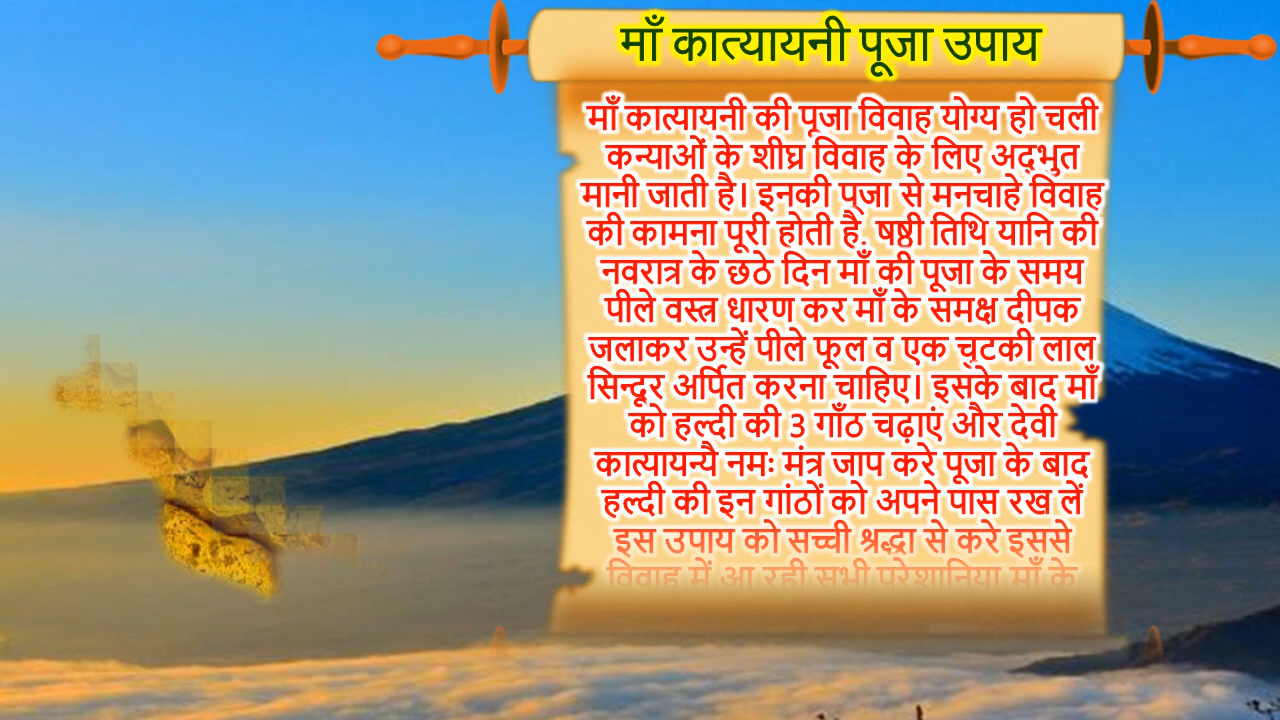 माँ कात्यायनी पूजा उपाय
माँ कात्यायनी की पूजा विवाह योग्य हो चली
कन्याओं के शीघ्र विवाह के लिए अद्भुत
मानी जाती है। इनकी पूजा से मनचाहे विवाह
की कामना पूरी होती है. षष्ठी तिथि यानि की
नवरात्र के छठे दिन माँ की पूजा के समय
पीले वस्त्र धारण कर माँ के समक्ष दीपक
जलाकर उन्हें पीले फूल व एक चुटकी लाल
सिन्दूर अर्पित करना चाहिए। इसके बाद माँ
को हल्दी की 3 गाँठ चढ़ाएं और देवी
कात्यायन्यै नमः मंत्र जाप करे पूजा के बाद
हल्दी की इन गांठों को अपने पास रख लें
इस उपाय को सच्ची श्रद्धा से करे इससे
विवाह में आ रही सभी परेशानिया माँ के